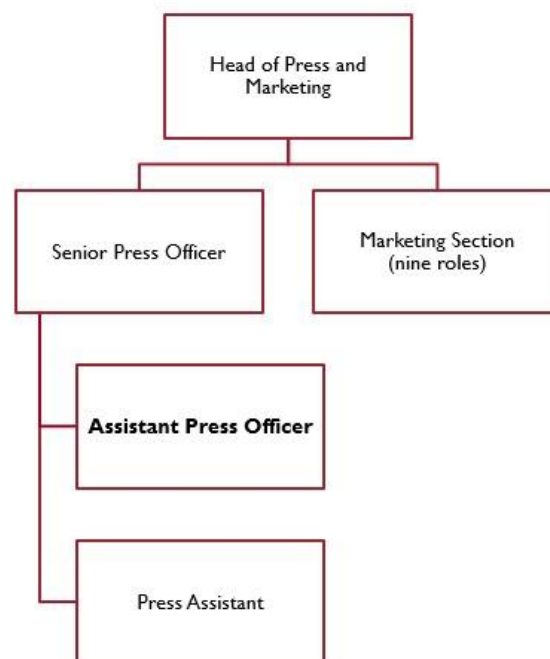 Head of Press and
Marketing
Senior Press Officer
Marketing Section
(nine roles)
Assistant Press Officer
Press Assistant